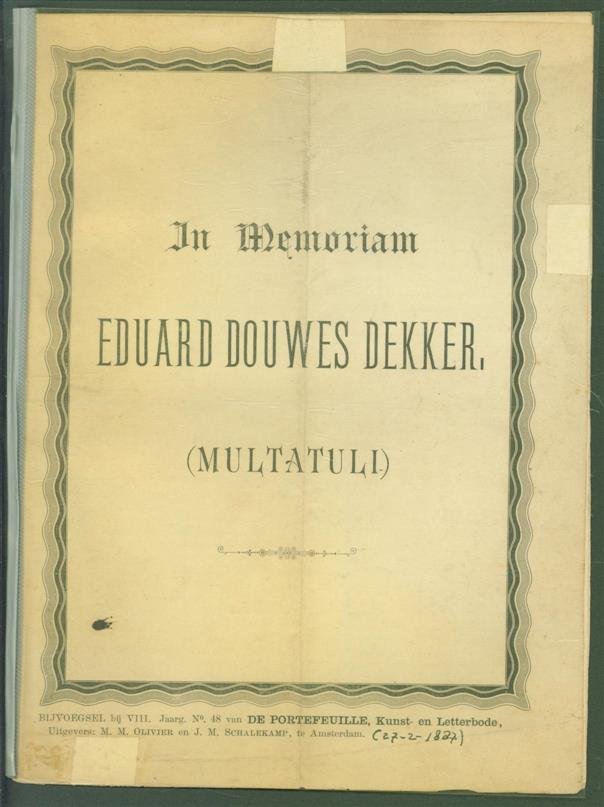 In Memoriam
EDUARD DOUWES DEKKER.
(MULTATULI.)
BIJVOEGSEL bij VIII. Jaarg. No. 48 van DE PORTEFEUILLE, Kunst- en Letterbode,
Uitgevers: M. M. OLIVIER en J. M. SCHALEKAMP, te Amsterdam. (27-2-1887)